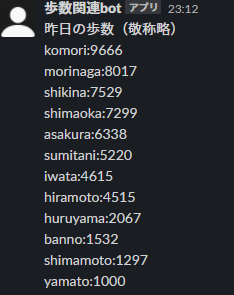 歩数関連bot アプリ 23:12
昨日の歩数（敬称略）
komori:9666
morinaga:8017
shikina:7529
shimaoka:7299
asakura:6338
sumitani:5220
iwata:4615
hiramoto:4515
huruyama:2067
banno:1532
shimamoto:1297
yamato:1000